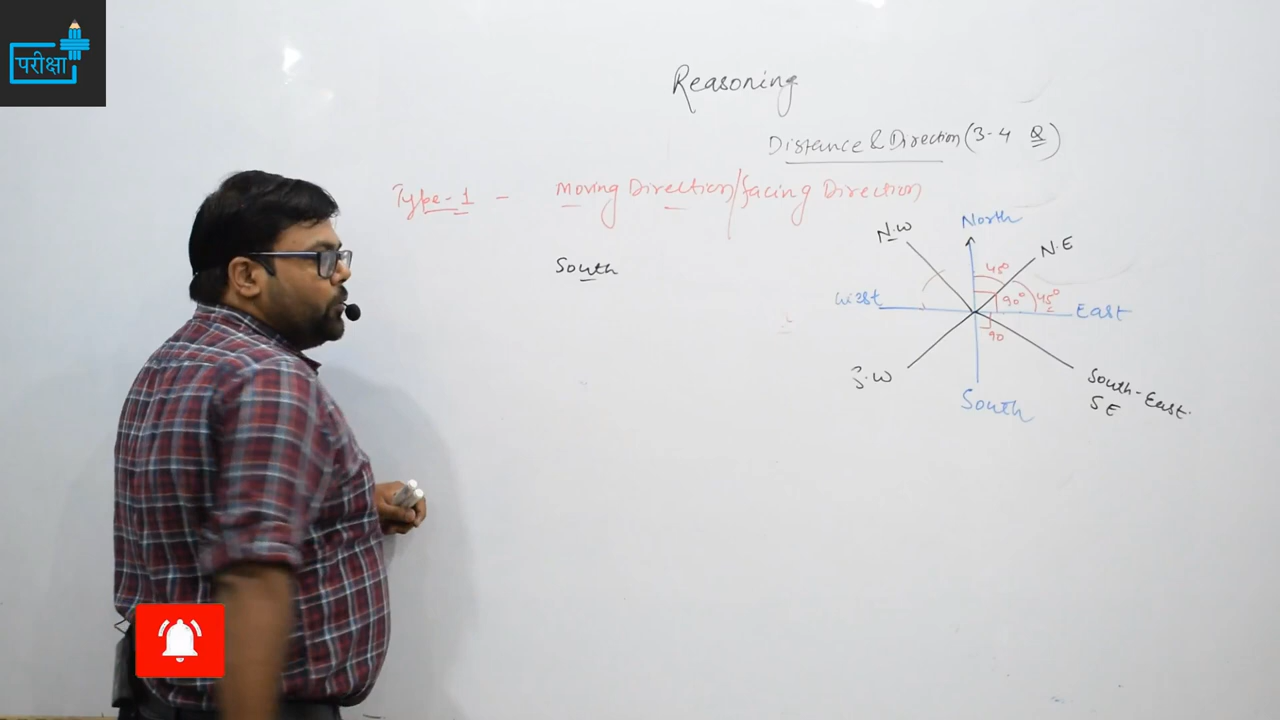 परीक्षा
Reasoning
Distance & Direction (3-4 Q)
Type-1 - Moving Direction/facing Direction
South
North
N.W
N.E
45°
West
90°
45°
East
90
S.W
South
South-East
SE